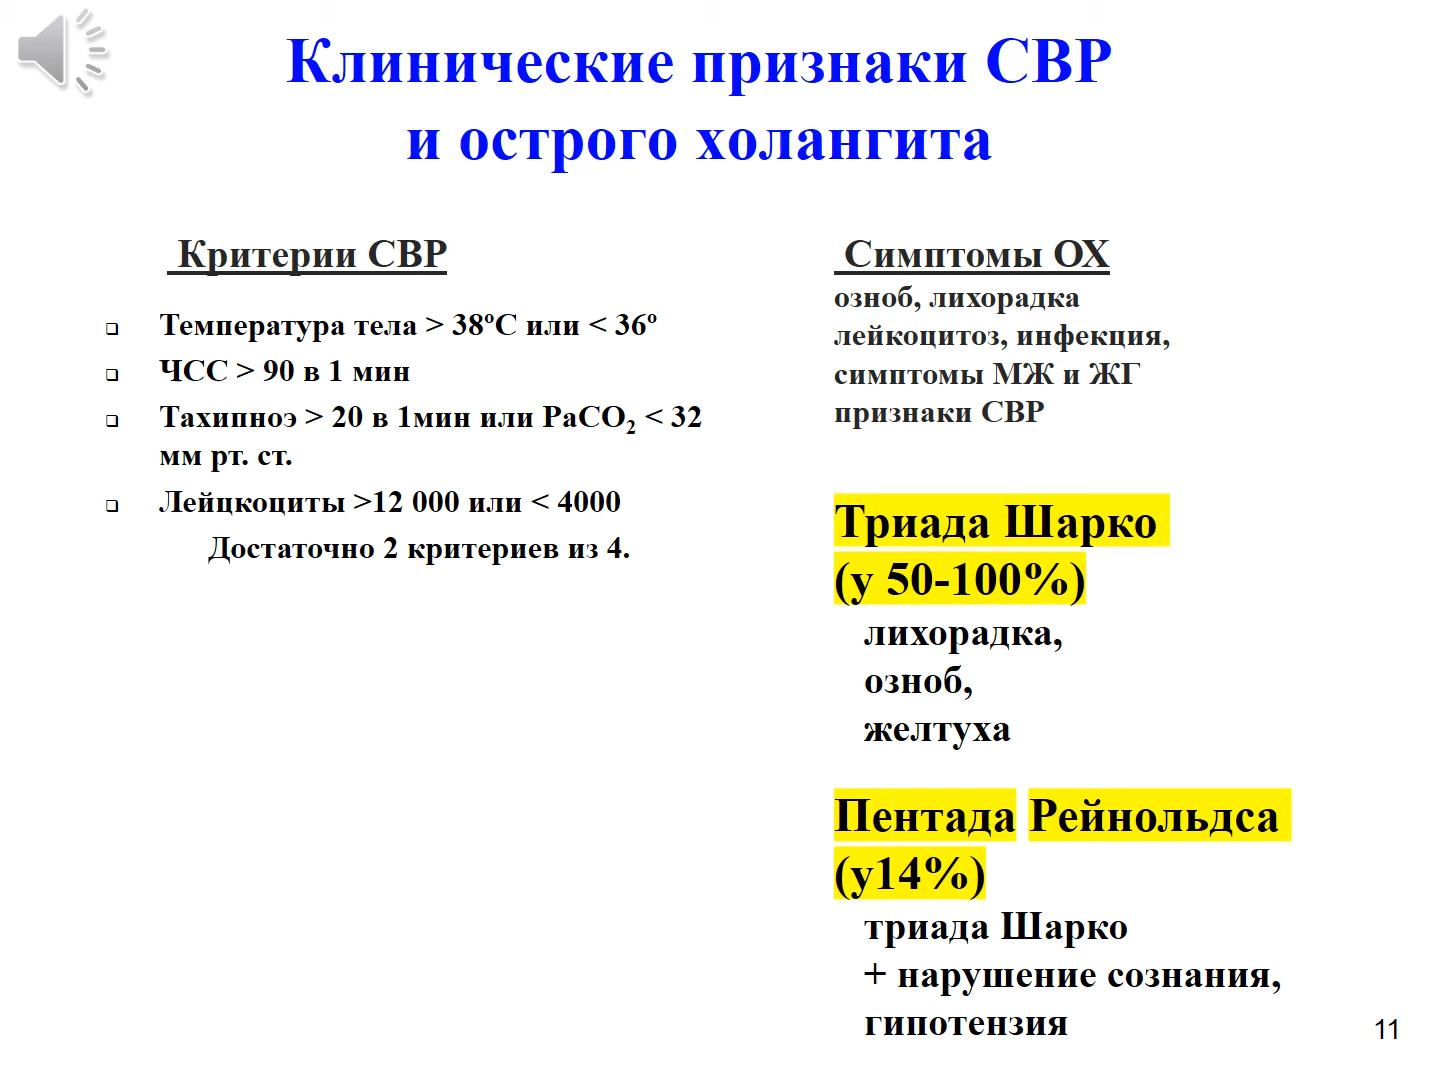 Клинические признаки СВР
и острого холангита
Критерии СВР
Температура тела > 38ºС или < 36º
ЧСС > 90 в 1 мин
Тахипноэ > 20 в 1мин или РаСО₂ < 32
мм рт. ст.
Лейцкоциты >12 000 или < 4000
Достаточно 2 критериев из 4.
Симптомы ОХ
озноб, лихорадка
лейкоцитоз, инфекция,
симптомы МЖ и ЖГ
признаки СВР
Триада Шарко
(у 50-100%)
лихорадка,
озноб,
желтуха
Пентада Рейнольдса
(у14%)
триада Шарко
+ нарушение сознания,
гипотензия
11